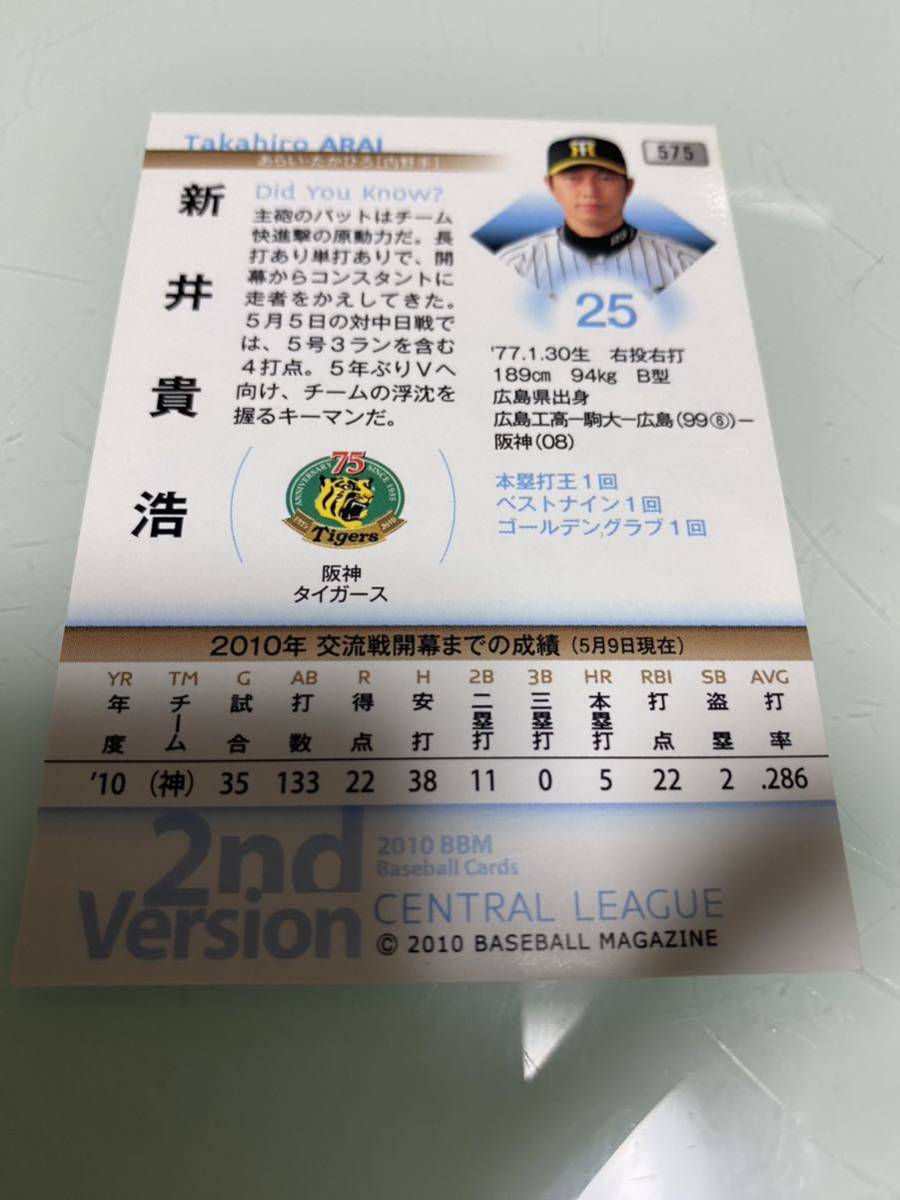 Takahiro ARAI
575
あらい・たかひろ[内野手]
新井貴浩
Did You Know?
主砲のバットはチーム
快進撃の原動力だ。長
打あり単打ありで、開
幕からコンスタントに
走者をかえしてきた。
5月5日の対中日戦で
は、5号3ランを含む
4打点。5年ぶりVへ
向け、チームの浮沈を
握るキーマンだ。
25
'77.1.30生 右投右打
189cm 94kg B型
広島県出身
広島工高―駒大―広島(99⑥)―
阪神(08)
本塁打王1回
ベストナイン1回
ゴールデングラブ1回
75
ANNIVERSARY SINCE 1935
1935 Tigers 2010
阪神
タイガース
2010年 交流戦開幕までの成績(5月9日現在)
YR TM G AB R H 2B 3B HR RBI SB AVG
年度 チーム 試合 打数 得点 安打 二塁打 三塁打 本塁打 打点 盗塁 打率
'10 (神) 35 133 22 38 11 0 5 22 2 .286
2nd
Version
2010 BBM
Baseball Cards
CENTRAL LEAGUE
© 2010 BASEBALL MAGAZINE